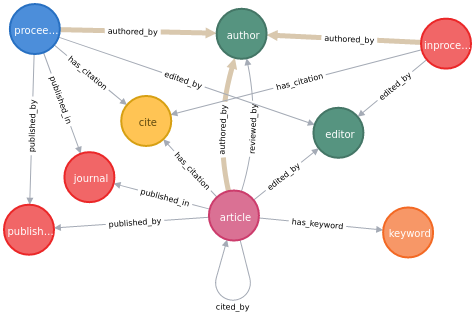 procee...
authored_by
author
authored_by
inproce...
has_citation
edited_by
has_citation
edited_by
published_by
published_in
cite
authored_by
reviewed_by
editor
has_citation
edited_by
journal
published_in
publish...
published_by
article
has_keyword
keyword
cited_by